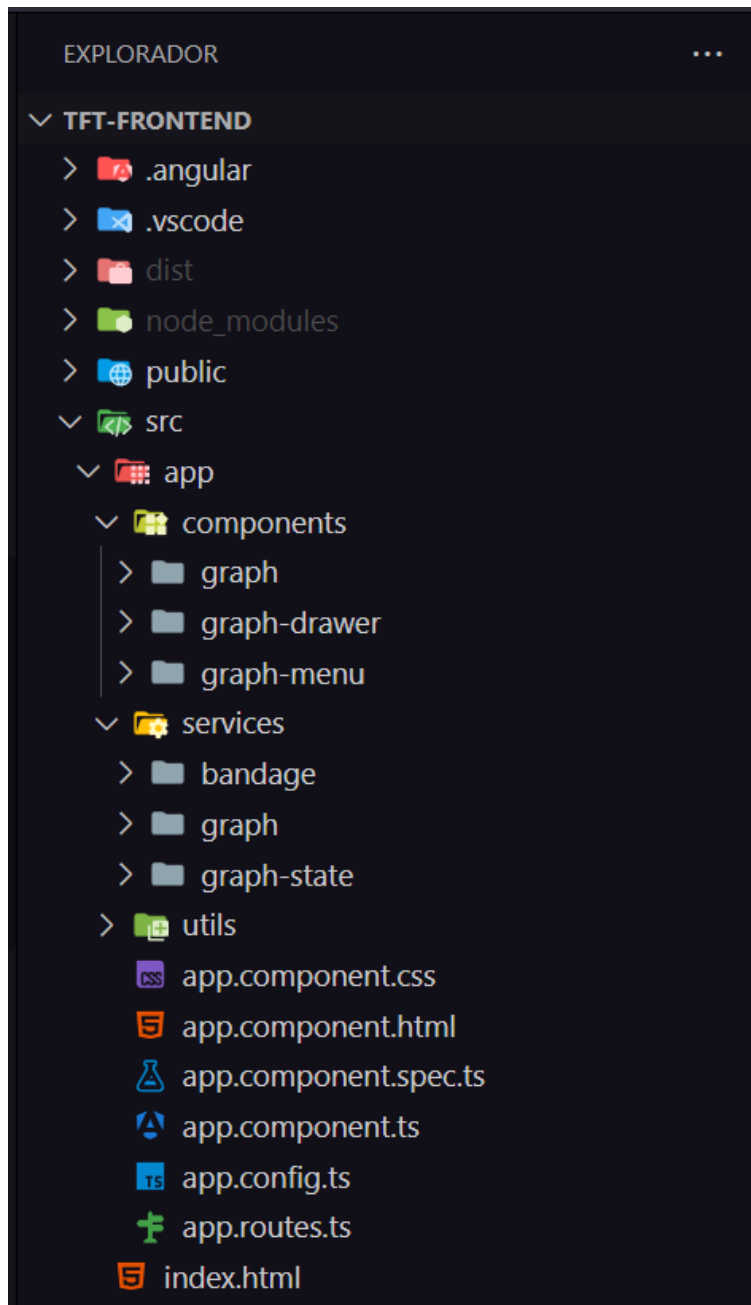 EXPLORADOR
TFT-FRONTEND
.angular
.vscode
dist
node_modules
public
src
app
components
graph
graph-drawer
graph-menu
services
bandage
graph
graph-state
utils
app.component.css
app.component.html
app.component.spec.ts
app.component.ts
app.config.ts
app.routes.ts
index.html